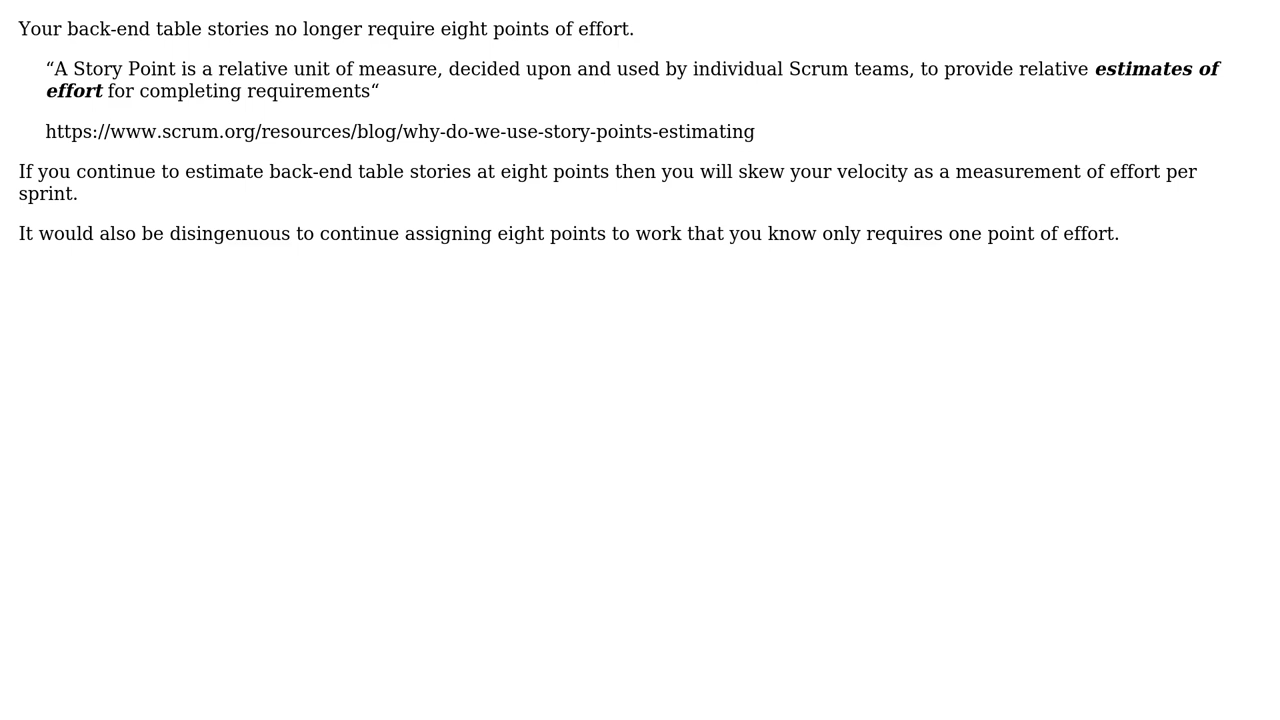 Your back-end table stories no longer require eight points of effort.
“A Story Point is a relative unit of measure, decided upon and used by individual Scrum teams, to provide relative estimates of
effort for completing requirements“
https://www.scrum.org/resources/blog/why-do-we-use-story-points-estimating
If you continue to estimate back-end table stories at eight points then you will skew your velocity as a measurement of effort per
sprint.
It would also be disingenuous to continue assigning eight points to work that you know only requires one point of effort.